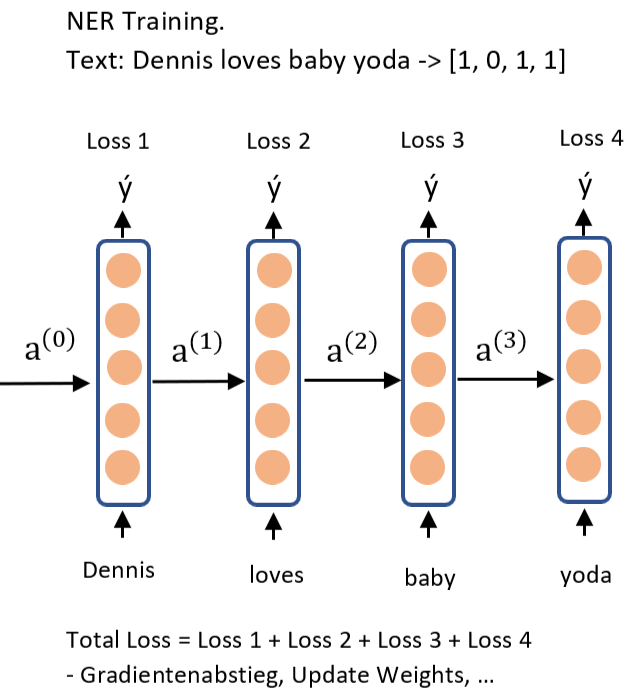 NER Training.
Text: Dennis loves baby yoda -> [1, 0, 1, 1]
Loss 1 Loss 2 Loss 3 Loss 4
ý ý ý ý
a⁽⁰⁾ a⁽¹⁾ a⁽²⁾ a⁽³⁾
Dennis loves baby yoda
Total Loss = Loss 1 + Loss 2 + Loss 3 + Loss 4
- Gradientenabstieg, Update Weights, ...